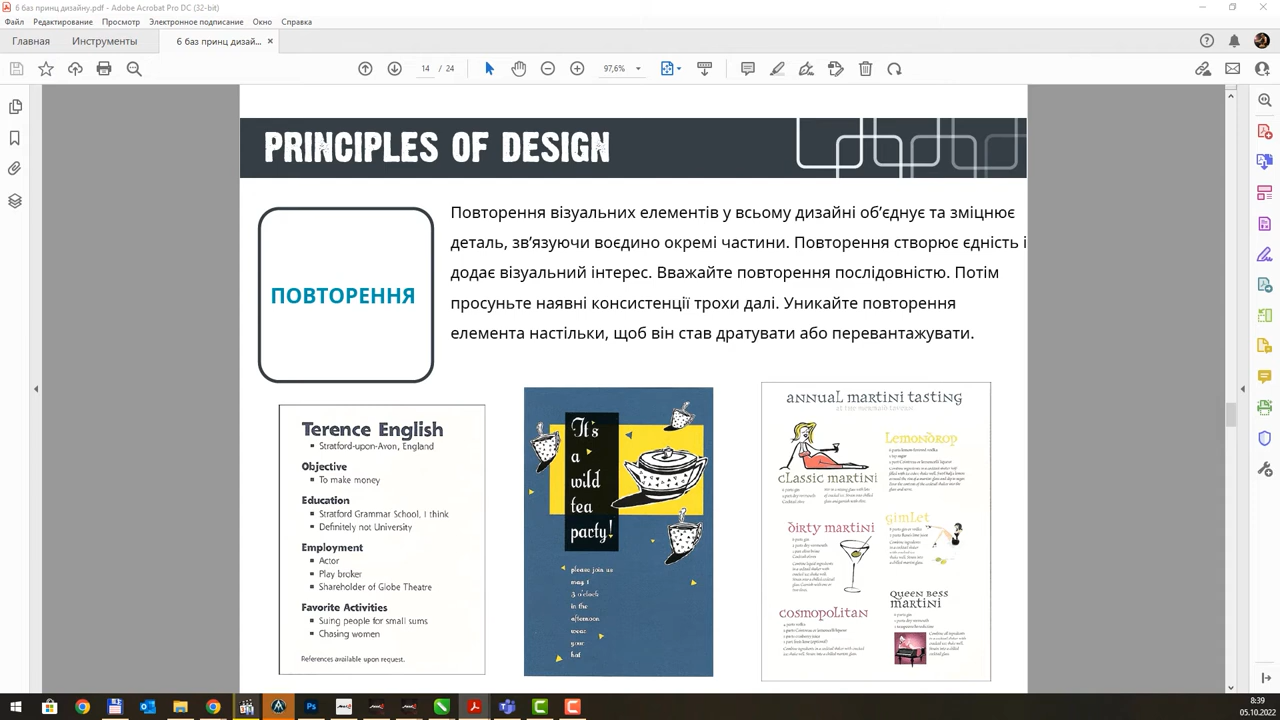 6 баз принц дизайну.pdf - Adobe Acrobat Pro DC (32-bit)
Файл Редактирование Просмотр Электронное подписание Окно Справка
Главная Инструменты 6 баз принц дизай...
14 / 24 97,6%
PRINCIPLES OF DESIGN
ПОВТОРЕННЯ
Повторення візуальних елементів у всьому дизайні об’єднує та зміцнює
деталь, зв’язуючи воєдино окремі частини. Повторення створює єдність і
додає візуальний інтерес. Вважайте повторення послідовністю. Потім
просуньте наявні консистенції трохи далі. Уникайте повторення
елемента настільки, щоб він став дратувати або перевантажувати.
Terence English
Stratford-upon-Avon, England
Objective
To make money
Education
Stratford Grammar School, I think
Definitely not University
Employment
Actor
Play broker
Shareholder of Globe Theatre
Favorite Activities
Suing people for small sums
Chasing women
References available upon request.
It's
a
wild
tea
party!
please join us
may 1
3 o'clock
in the
afternoon
wear
your
hat
annual martini tasting
classic martini
Lemondrop
dirty martini
gimlet
cosmopolitan
queen bess
martini
8:39
05.10.2022